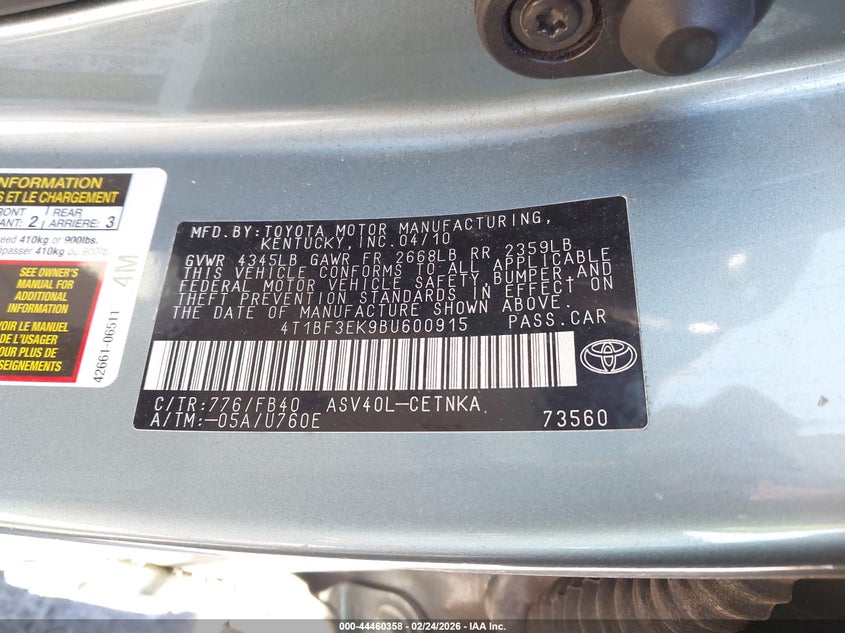 NFORMATION
S ET LE CHARGEMENT
RONT
ANT: 2
REAR
ARRIÈRE: 3
eed 410kg or 900lbs.
passer 410kg ou 900lb
SEE OWNER'S
MANUAL FOR
ADDITIONAL
INFORMATION
OIR LE MANUEL
DE L'USAGER
POUR PLUS DE
SEIGNEMENTS
4M
42661-06511
MFD.BY:TOYOTA MOTOR MANUFACTURING,
KENTUCKY, INC. 04/10
GVWR 4345LB GAWR FR 2668LB RR 2359LB
THIS VEHICLE CONFORMS TO ALL APPLICABLE
FEDERAL MOTOR VEHICLE SAFETY,BUMPER,AND
THEFT PREVENTION STANDARDS IN EFFECT ON
THE DATE OF MANUFACTURE SHOWN ABOVE.
4T1BF3EK9BU600915 PASS.CAR
C/TR:776/FB40 ASV40L-CETNKA
A/TM:-05A/U760E 73560
000-44460358 - 02/24/2026 - IAA Inc.